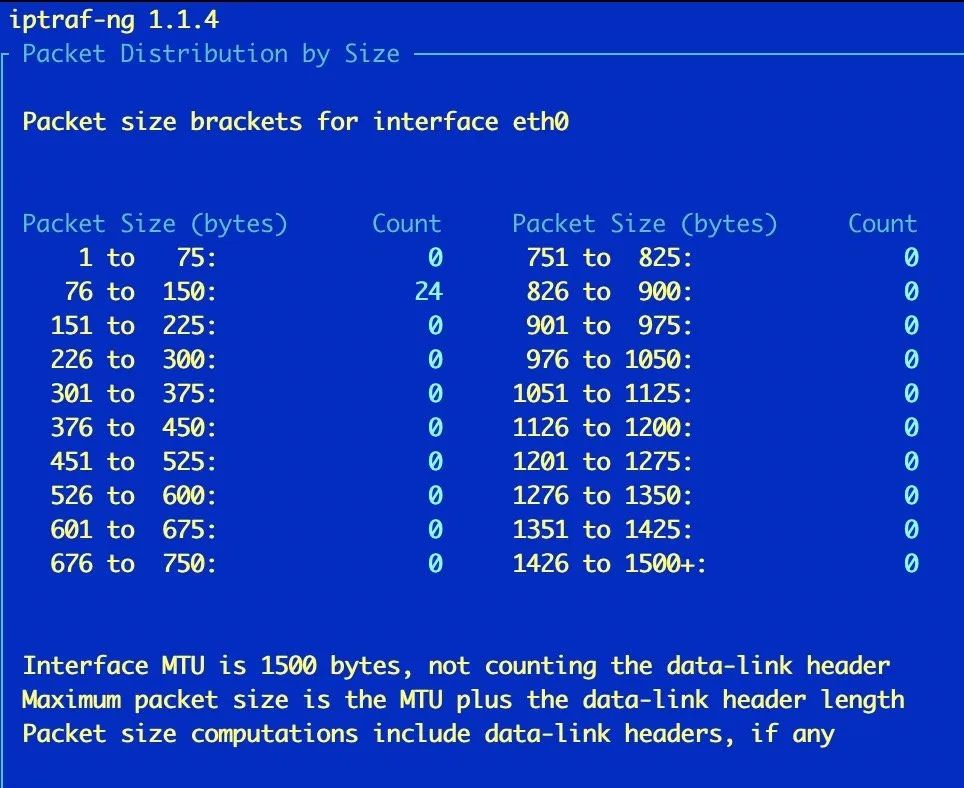 iptraf-ng 1.1.4
Packet Distribution by Size
Packet size brackets for interface eth0
Packet Size (bytes) Count Packet Size (bytes) Count
1 to 75: 0 751 to 825: 0
76 to 150: 24 826 to 900: 0
151 to 225: 0 901 to 975: 0
226 to 300: 0 976 to 1050: 0
301 to 375: 0 1051 to 1125: 0
376 to 450: 0 1126 to 1200: 0
451 to 525: 0 1201 to 1275: 0
526 to 600: 0 1276 to 1350: 0
601 to 675: 0 1351 to 1425: 0
676 to 750: 0 1426 to 1500+: 0
Interface MTU is 1500 bytes, not counting the data-link header
Maximum packet size is the MTU plus the data-link header length
Packet size computations include data-link headers, if any